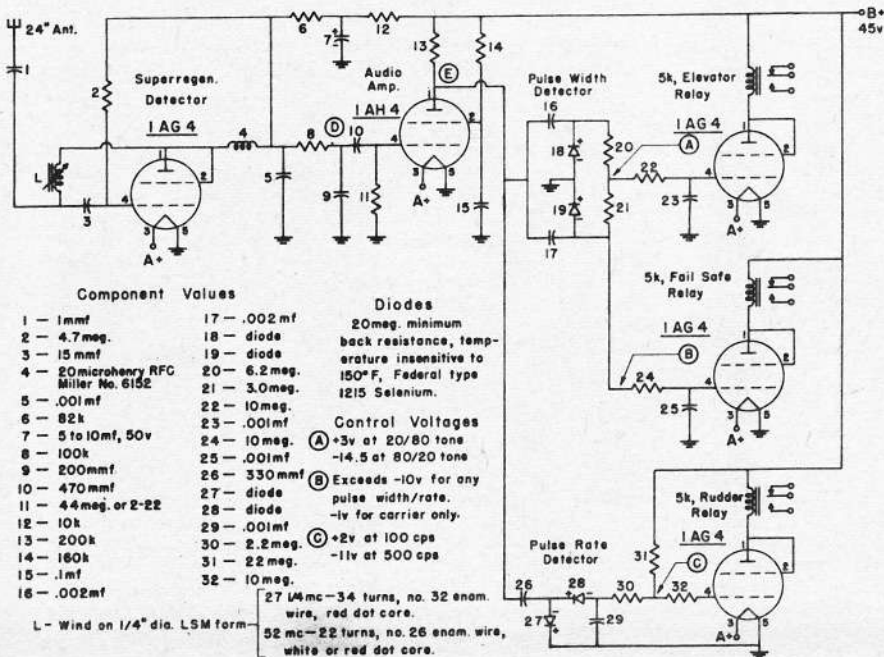 24" Ant.
1
2
Superregen.
Detector
1AG4
L
3
4
5
6
7
8
9
10
11
12
13
14
15
D
E
Audio
Amp.
1AH4
A+
A+
B+
45v
Pulse Width
Detector
16
17
18
19
20
21
22
23
A
5k, Elevator
Relay
1AG4
A+
5k, Fail Safe
Relay
1AG4
B
24
25
A+
5k, Rudder
Relay
1AG4
Pulse Rate
Detector
26
27
28
29
30
31
32
C
A+
Component Values
1 — 1mmf
2 — 4.7meg.
3 — 15 mmf
4 — 20 microhenry RFC
Miller No. 6152
5 — .001mf
6 — 82k
7 — 5 to 10mf, 50v
8 — 100k
9 — 200mmf
10 — 470mmf
11 — 44meg. or 2-22
12 — 10k
13 — 200k
14 — 160k
15 — .1mf
16 — .002mf
17 — .002mf
18 — diode
19 — diode
20 — 6.2meg.
21 — 3.0meg.
22 — 10meg.
23 — .001mf
24 — 10meg.
25 — .001mf
26 — 330mmf
27 — diode
28 — diode
29 — .001mf
30 — 2.2meg.
31 — 22meg.
32 — 10meg.
Diodes
20meg. minimum
back resistance, temp-
erature insensitive to
150°F, Federal type
1215 Selenium.
Control Voltages
A +3v at 20/80 tone
-14.5 at 80/20 tone
B Exceeds -10v for any
pulse width/rate.
-1v for carrier only.
C +2v at 100 cps
-11v at 500 cps
L - Wind on 1/4" dia. LSM form
27 1/4mc—34 turns, no. 32 enam.
wire, red dot core.
52 mc—22 turns, no. 26 enam. wire,
white or red dot core.